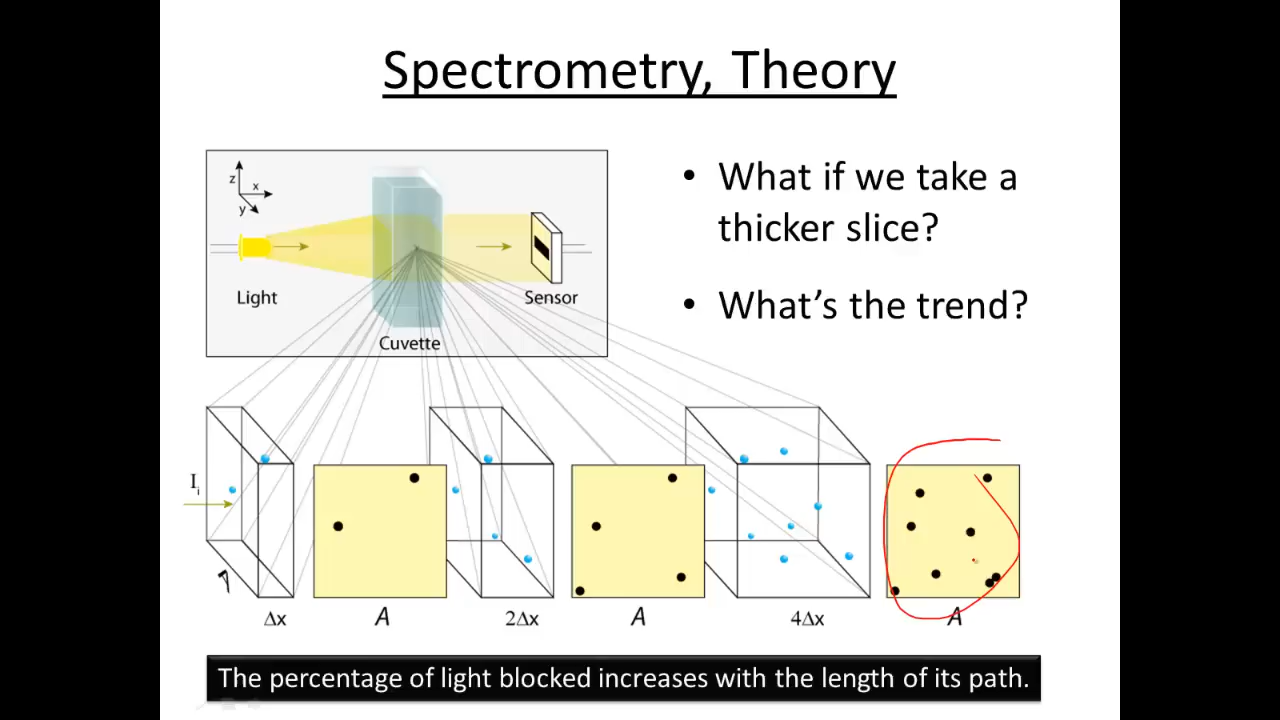 Spectrometry, Theory
z
x
y
Light
Sensor
Cuvette
• What if we take a
thicker slice?
• What's the trend?
Ii
Δx
A
2Δx
A
4Δx
A
The percentage of light blocked increases with the length of its path.